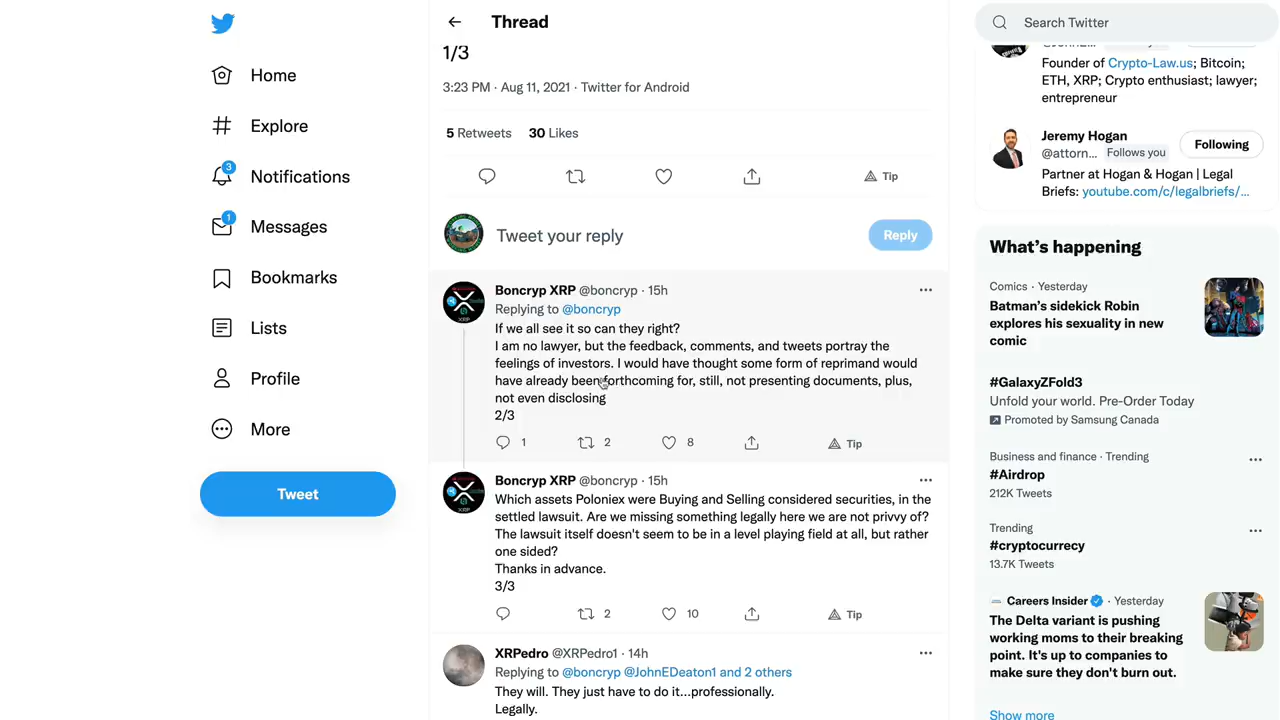 Home
Explore
3
Notifications
1
Messages
Bookmarks
Lists
Profile
More
Tweet
Thread
1/3
3:23 PM · Aug 11, 2021 · Twitter for Android
5 Retweets 30 Likes
Tip
Tweet your reply
Reply
Boncryp XRP @boncryp · 15h
Replying to @boncryp
If we all see it so can they right?
I am no lawyer, but the feedback, comments, and tweets portray the
feelings of investors. I would have thought some form of reprimand would
have already been forthcoming for, still, not presenting documents, plus,
not even disclosing
2/3
1 2 8 Tip
Boncryp XRP @boncryp · 15h
Which assets Poloniex were Buying and Selling considered securities, in the
settled lawsuit. Are we missing something legally here we are not privvy of?
The lawsuit itself doesn't seem to be in a level playing field at all, but rather
one sided?
Thanks in advance.
3/3
2 10 Tip
XRPedro @XRPedro1 · 14h
Replying to @boncryp @JohnEDeaton1 and 2 others
They will. They just have to do it...professionally.
Legally.
Search Twitter
Founder of Crypto-Law.us; Bitcoin;
ETH, XRP; Crypto enthusiast; lawyer;
entrepreneur
Jeremy Hogan
@attorn... Follows you
Following
Partner at Hogan & Hogan | Legal
Briefs: youtube.com/c/legalbriefs/...
What's happening
Comics · Yesterday
Batman's sidekick Robin
explores his sexuality in new
comic
#GalaxyZFold3
Unfold your world. Pre-Order Today
Promoted by Samsung Canada
Business and finance · Trending
#Airdrop
212K Tweets
Trending
#cryptocurrecy
13.7K Tweets
Careers Insider · Yesterday
The Delta variant is pushing
working moms to their breaking
point. It's up to companies to
make sure they don't burn out.
Show more